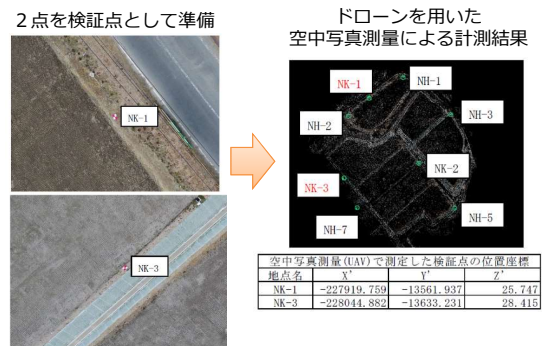 ２点を検証点として準備
ドローンを用いた
空中写真測量による計測結果
NK-1
NK-3
NK-1
NH-1
NH-2
NH-3
NK-2
NK-3
NH-7
NH-5
空中写真測量(UAV)で測定した検証点の位置座標
地点名 X' Y' Z'
NK-1 -227919.759 -13561.937 25.747
NK-3 -228044.882 -13633.231 28.415